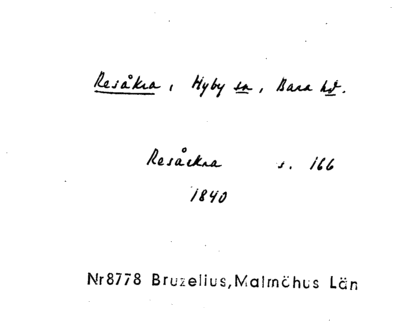 Resåkra, Hyby sn, Bara hd.
Resåckra s. 166
1840
Nr8778 Bruzelius, Malmöhus Län